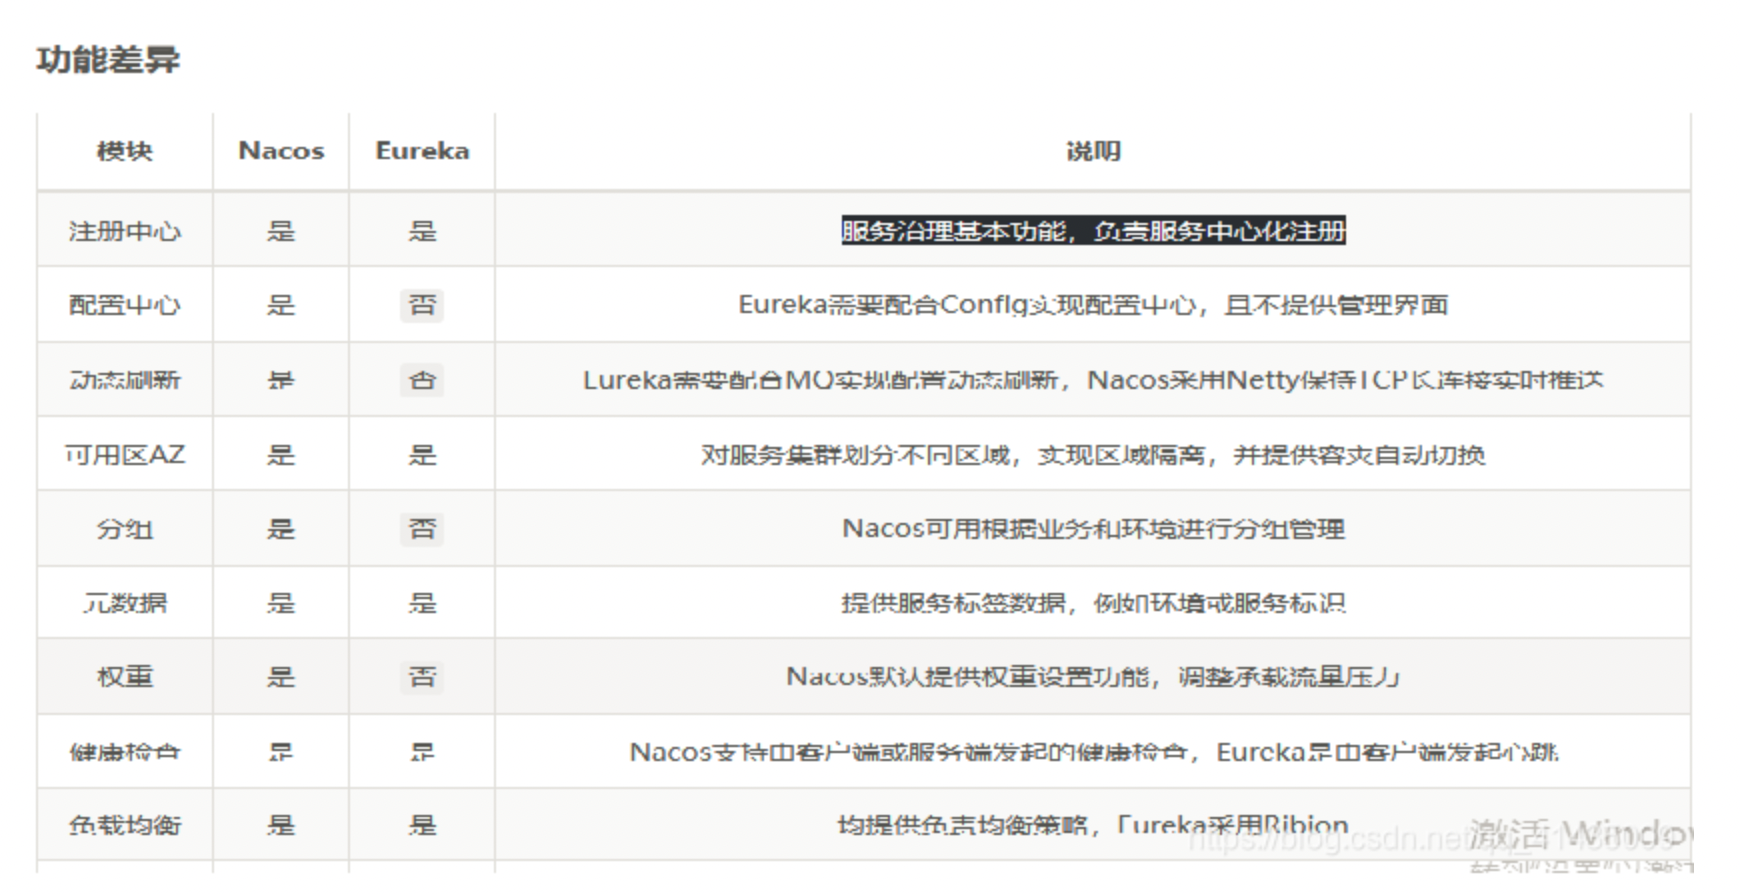 功能差异
模块 Nacos Eureka 说明
注册中心 是 是 服务治理基本功能，负责服务中心化注册
配置中心 是 否 Eureka需要配合Config实现配置中心，且不提供管理界面
动态刷新 是 否 Eureka需要配合MQ实现配置动态刷新，Nacos采用Netty保持TCP长连接实时推送
可用区AZ 是 是 对服务集群划分不同区域，实现区域隔离，并提供容灾自动切换
分组 是 否 Nacos可用根据业务和环境进行分组管理
元数据 是 是 提供服务标签数据，例如环境或服务标识
权重 是 否 Nacos默认提供权重设置功能，调整承载流量压力
健康检查 是 是 Nacos支持由客户端或服务端发起的健康检查，Eureka是由客户端发起心跳
负载均衡 是 是 均提供负责均衡策略，Eureka采用Ribion
https://blog.csdn.net 激活 Windo
转到"设置"以激活